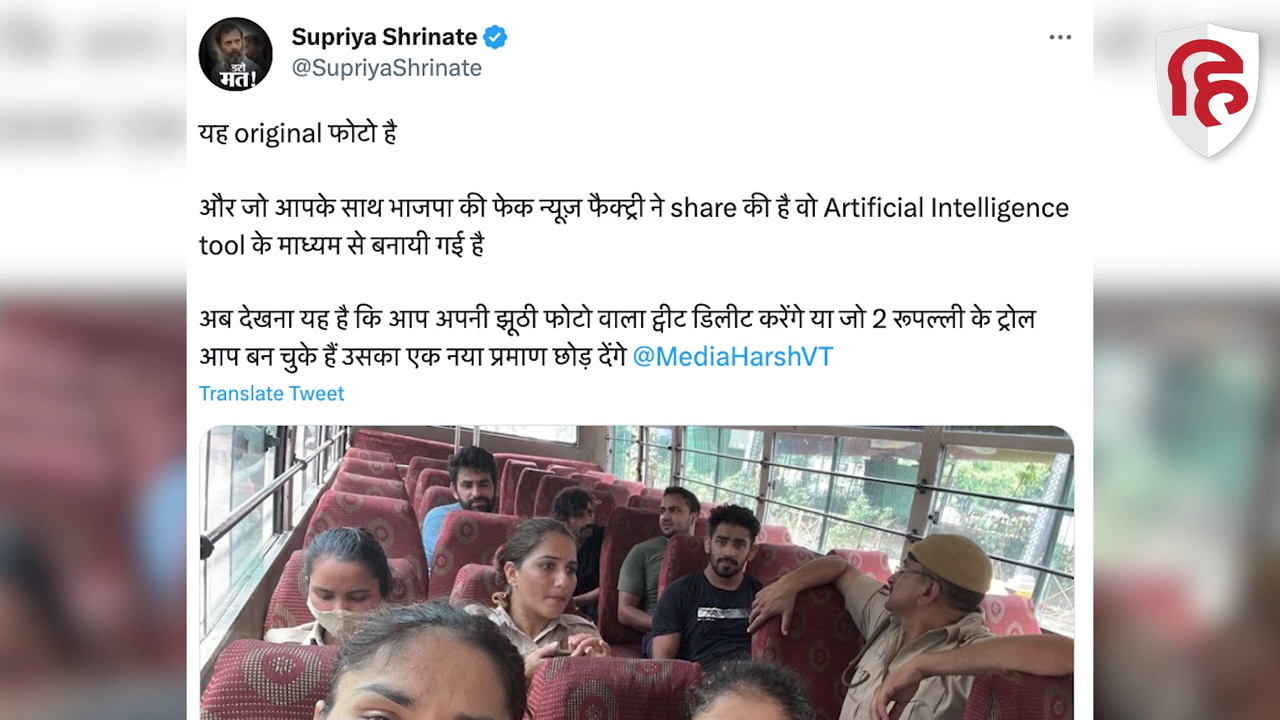 Supriya Shrinate
@SupriyaShrinate
हि
डरो
मत!
यह original फोटो है
और जो आपके साथ भाजपा की फेक न्यूज़ फैक्ट्री ने share की है वो Artificial Intelligence
tool के माध्यम से बनायी गई है
अब देखना यह है कि आप अपनी झूठी फोटो वाला ट्वीट डिलीट करेंगे या जो 2 रूपल्ली के ट्रोल
आप बन चुके हैं उसका एक नया प्रमाण छोड़ देंगे @MediaHarshVT
Translate Tweet